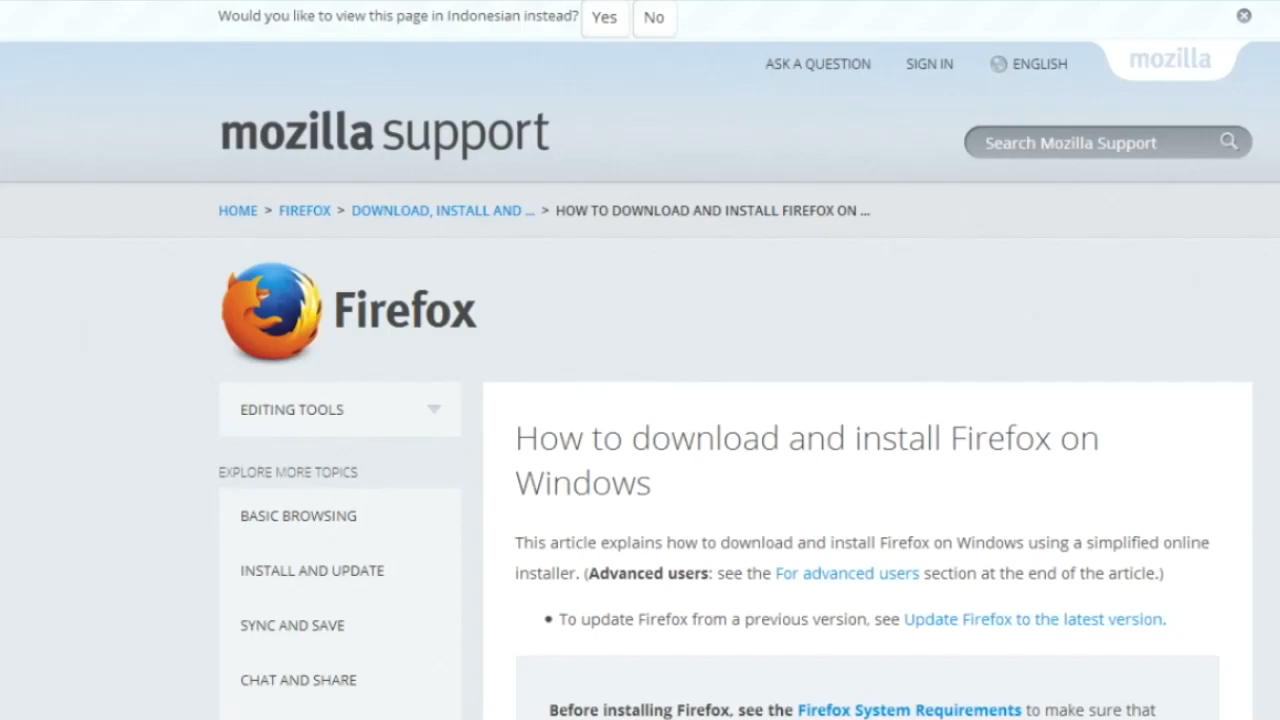 Would you like to view this page in Indonesian instead? Yes No
ASK A QUESTION SIGN IN ENGLISH mozilla
mozilla support
Search Mozilla Support
HOME > FIREFOX > DOWNLOAD, INSTALL AND ... > HOW TO DOWNLOAD AND INSTALL FIREFOX ON ...
Firefox
EDITING TOOLS
EXPLORE MORE TOPICS
BASIC BROWSING
INSTALL AND UPDATE
SYNC AND SAVE
CHAT AND SHARE
How to download and install Firefox on
Windows
This article explains how to download and install Firefox on Windows using a simplified online
installer. (Advanced users: see the For advanced users section at the end of the article.)
• To update Firefox from a previous version, see Update Firefox to the latest version.
Before installing Firefox, see the Firefox System Requirements to make sure that